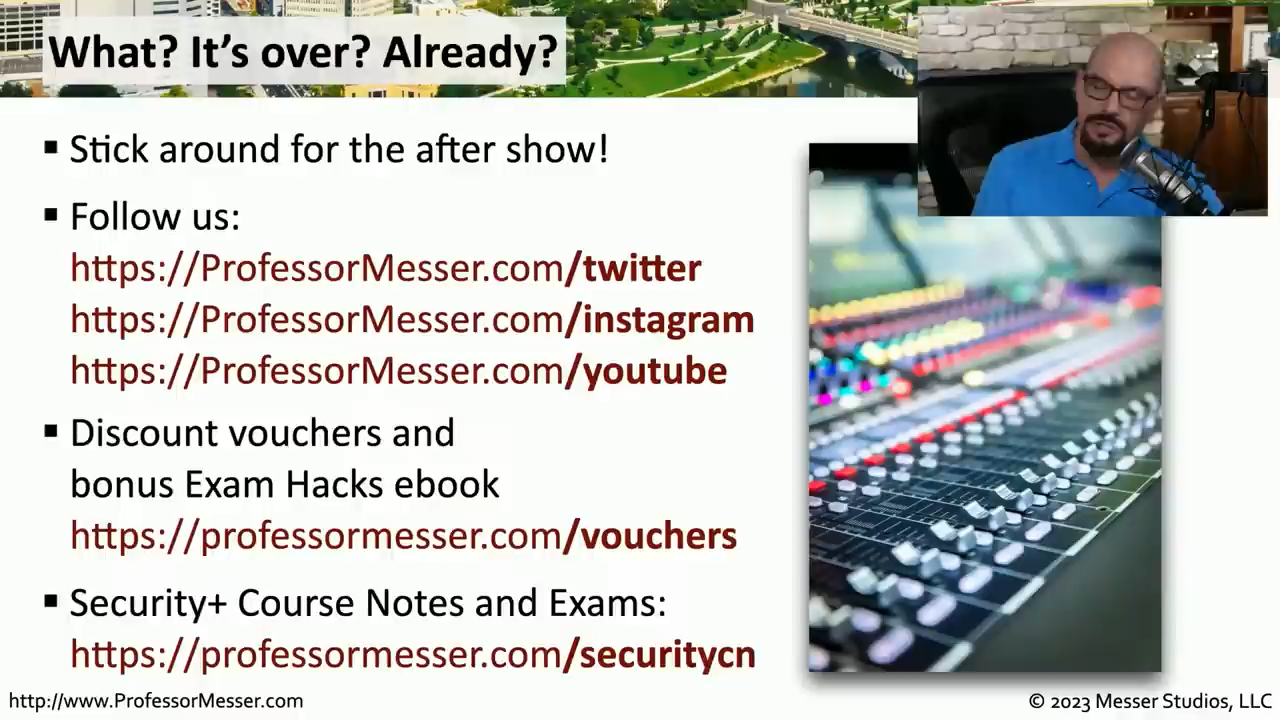 What? It's over? Already?
▪ Stick around for the after show!
▪ Follow us:
https://ProfessorMesser.com/twitter
https://ProfessorMesser.com/instagram
https://ProfessorMesser.com/youtube
▪ Discount vouchers and
bonus Exam Hacks ebook
https://professormesser.com/vouchers
▪ Security+ Course Notes and Exams:
https://professormesser.com/securitycn
http://www.ProfessorMesser.com
© 2023 Messer Studios, LLC